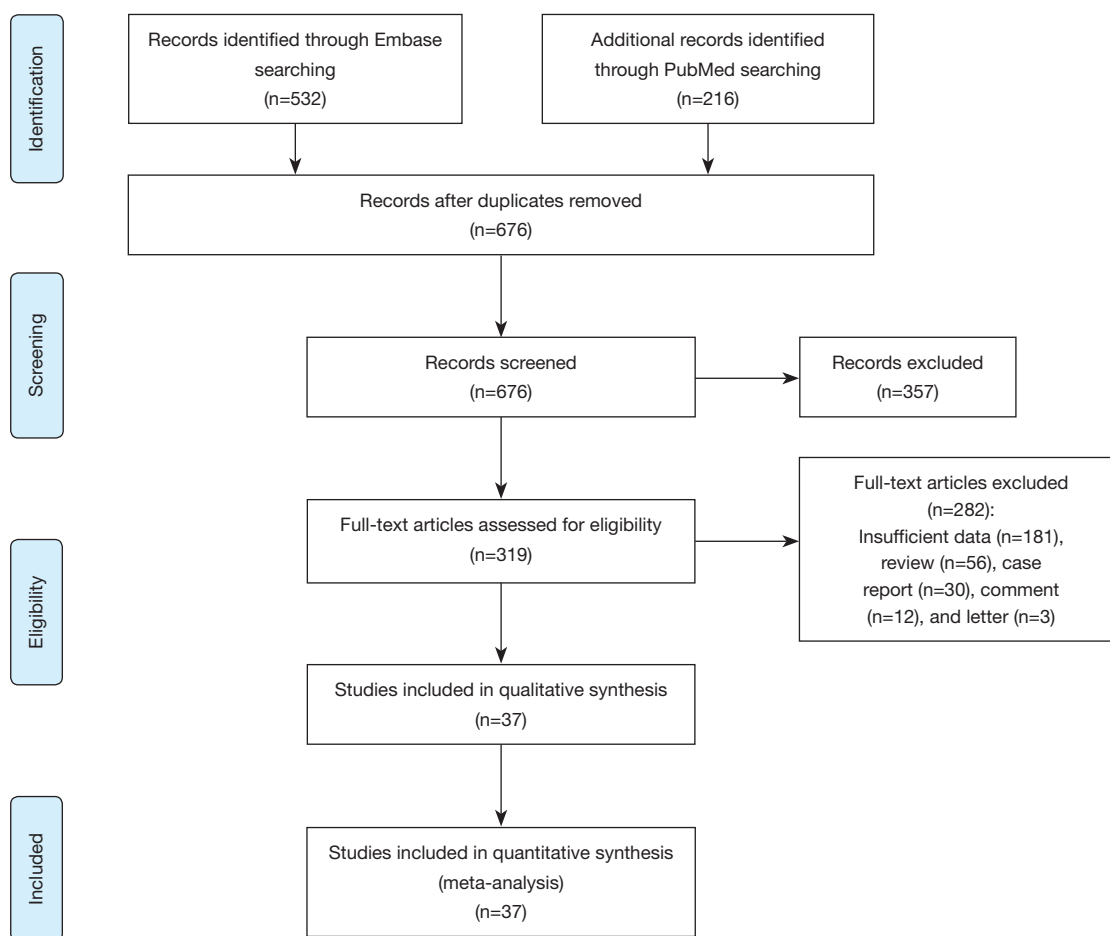 Identification
Records identified through Embase
searching
(n=532)
Additional records identified
through PubMed searching
(n=216)
Records after duplicates removed
(n=676)
Screening
Records screened
(n=676)
Records excluded
(n=357)
Eligibility
Full-text articles assessed for eligibility
(n=319)
Full-text articles excluded
(n=282):
Insufficient data (n=181),
review (n=56), case
report (n=30), comment
(n=12), and letter (n=3)
Studies included in qualitative synthesis
(n=37)
Included
Studies included in quantitative synthesis
(meta-analysis)
(n=37)